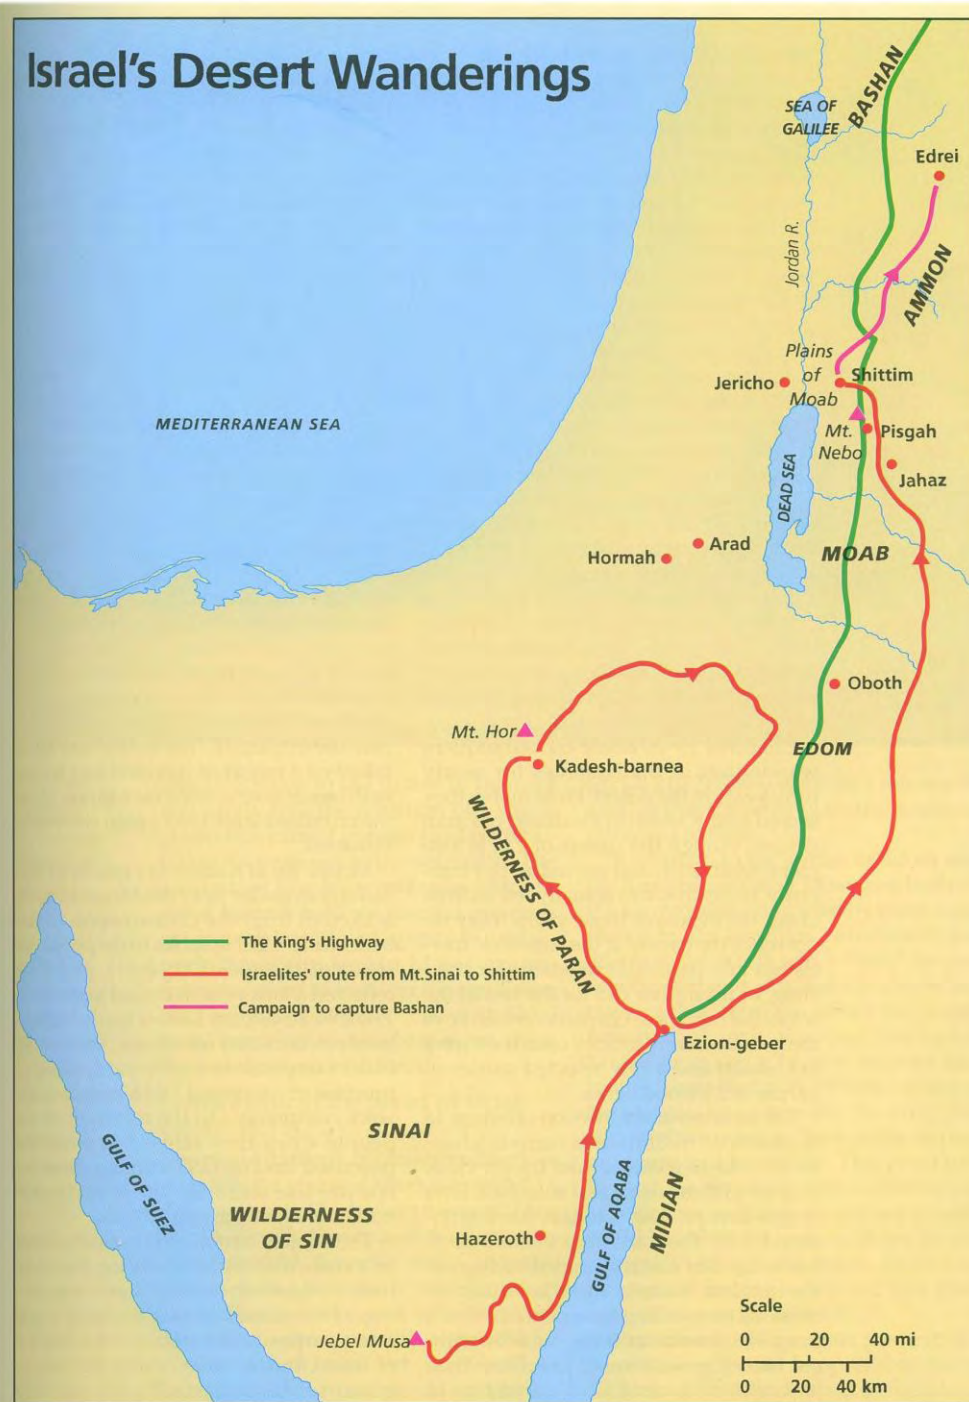 Israel's Desert Wanderings
SEA OF
GALILEE
BASHAN
Edrei
Jordan R.
AMMON
Plains
of
Moab
Jericho
Shittim
MEDITERRANEAN SEA
Mt.
Nebo
Pisgah
Jahaz
DEAD SEA
Arad
Hormah
MOAB
Oboth
Mt. Hor
EDOM
Kadesh-barnea
WILDERNESS OF PARAN
The King's Highway
Israelites' route from Mt.Sinai to Shittim
Campaign to capture Bashan
Ezion-geber
SINAI
GULF OF SUEZ
GULF OF AQABA
MIDIAN
WILDERNESS
OF SIN
Hazeroth
Jebel Musa
Scale
0 20 40 mi
0 20 40 km